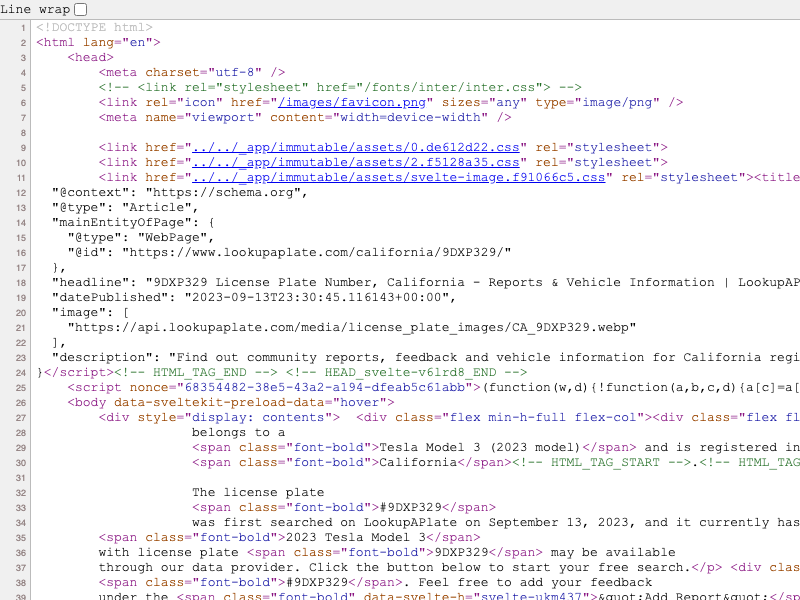 Line wrap
1 <!DOCTYPE html>
2 <html lang="en">
3 <head>
4 <meta charset="utf-8" />
5 <!-- <link rel="stylesheet" href="/fonts/inter/inter.css"> -->
6 <link rel="icon" href="/images/favicon.png" sizes="any" type="image/png" />
7 <meta name="viewport" content="width=device-width" />
8
9 <link href="../../_app/immutable/assets/0.de612d22.css" rel="stylesheet">
10 <link href="../../_app/immutable/assets/2.f5128a35.css" rel="stylesheet">
11 <link href="../../_app/immutable/assets/svelte-image.f91066c5.css" rel="stylesheet"><title
12 "@context": "https://schema.org",
13 "@type": "Article",
14 "mainEntityOfPage": {
15 "@type": "WebPage",
16 "@id": "https://www.lookupaplate.com/california/9DXP329/"
17 },
18 "headline": "9DXP329 License Plate Number, California - Reports & Vehicle Information | LookupAP
19 "datePublished": "2023-09-13T23:30:45.116143+00:00",
20 "image": [
21 "https://api.lookupaplate.com/media/license_plate_images/CA_9DXP329.webp"
22 ],
23 "description": "Find out community reports, feedback and vehicle information for California regi
24 }</script><!-- HTML_TAG_END --> <!-- HEAD_svelte-v6lrd8_END -->
25 <script nonce="68354482-38e5-43a2-a194-dfeab5c61abb">(function(w,d){!function(a,b,c,d){a[c]=a[
26 <body data-sveltekit-preload-data="hover">
27 <div style="display: contents"> <div class="flex min-h-full flex-col"><div class="flex fl
28 belongs to a
29 <span class="font-bold">Tesla Model 3 (2023 model)</span> and is registered in
30 <span class="font-bold">California</span><!-- HTML_TAG_START -->.<!-- HTML_TAG
31
32 The license plate
33 <span class="font-bold">#9DXP329</span>
34 was first searched on LookupAPlate on September 13, 2023, and it currently has
35 <span class="font-bold">2023 Tesla Model 3</span>
36 with license plate <span class="font-bold">9DXP329</span> may be available
37 through our data provider. Click the button below to start your free search.</p> <div clas
38 <span class="font-bold">#9DXP329</span>. Feel free to add your feedback
39 under the <span class="font-bold" data-svelte-h="svelte-ukm437">&quot;Add Report&quot;</sp